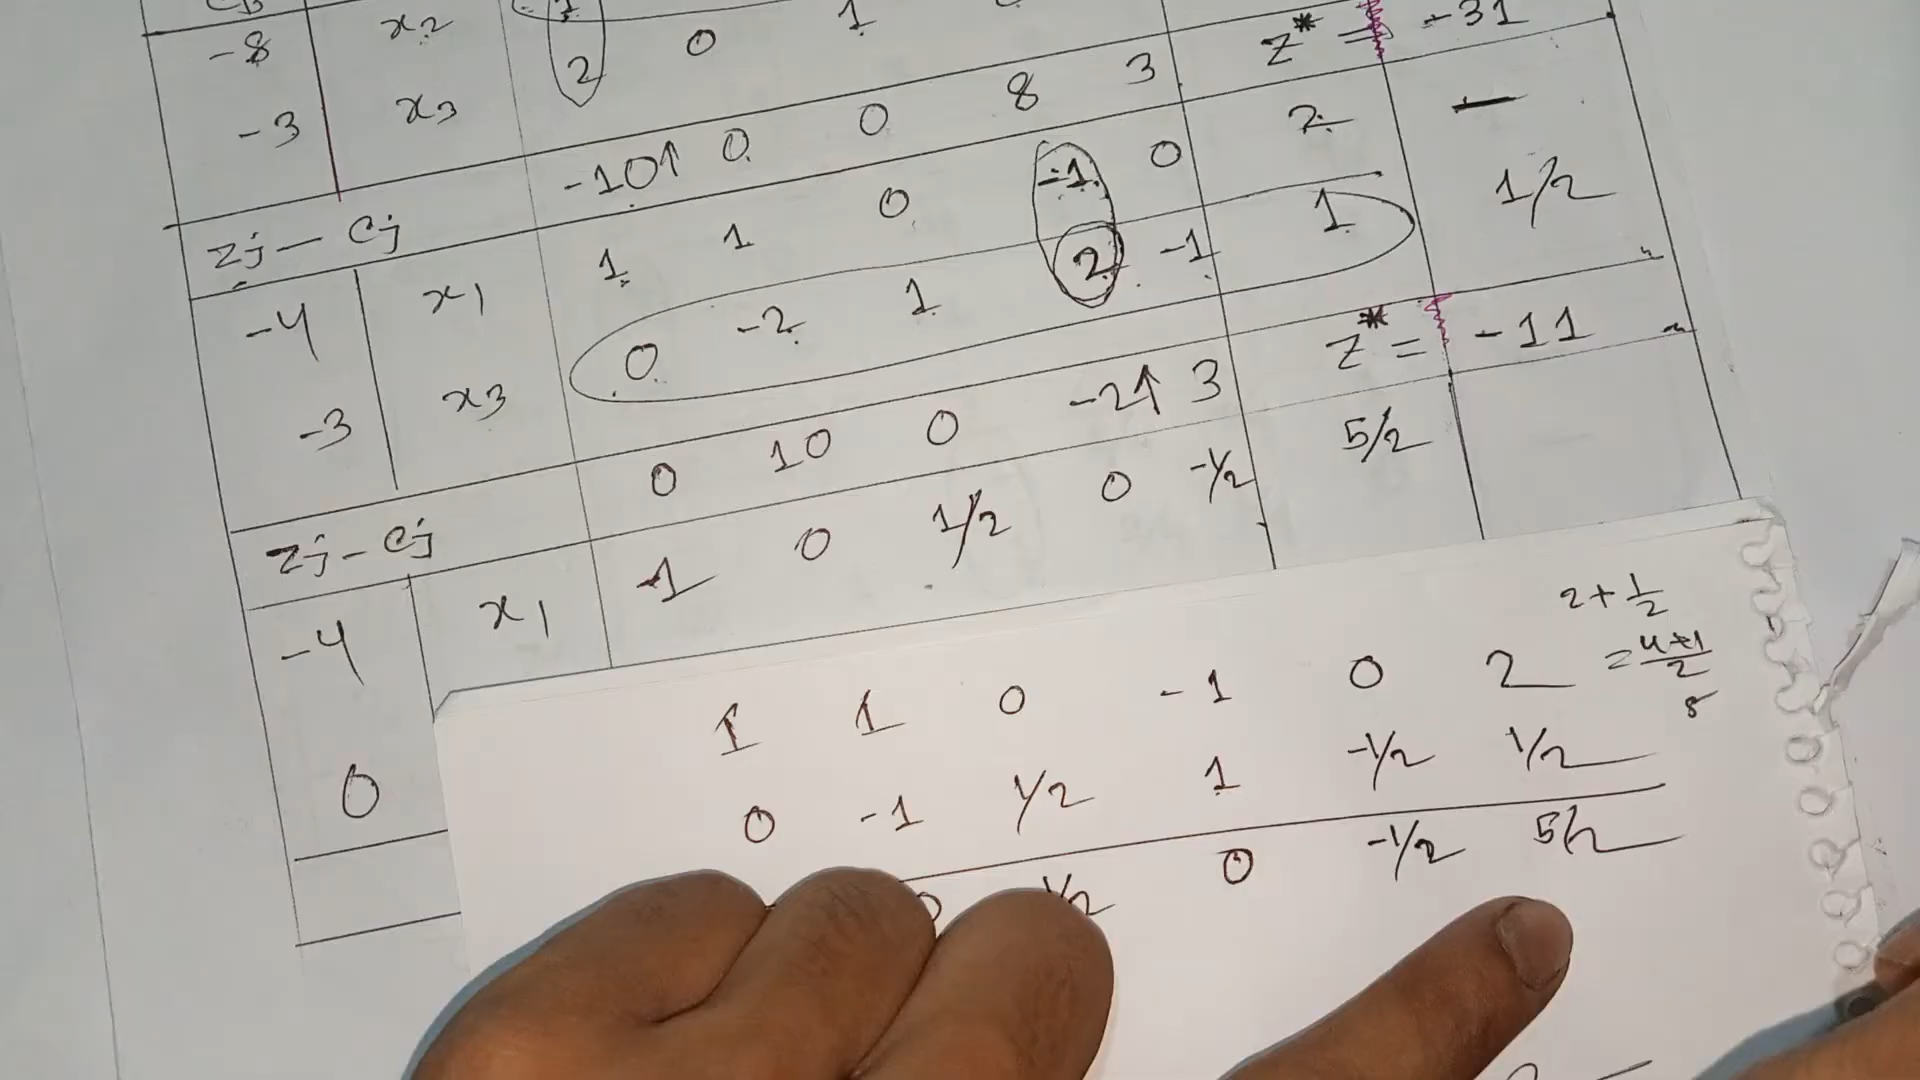 -8 x₂ 1
-3 x₃ 2 0 1 z* = -31
zj - cj -10↑ 0 0 8 3
-4 x₁ 1 1 0 -1 0 2 —
-3 x₃ 0 -2 1 2 -1 1 1/2
zj - cj 0 10 0 -2↑ 3 z* = -11
-4 x₁ 1 0 1/2 0 -1/2 5/2
0
1 1 0 -1 0 2
0 -1 1/2 1 -1/2 1/2
0 1/2 0 -1/2 5/2
2 + 1/2
= 4+1/2
5